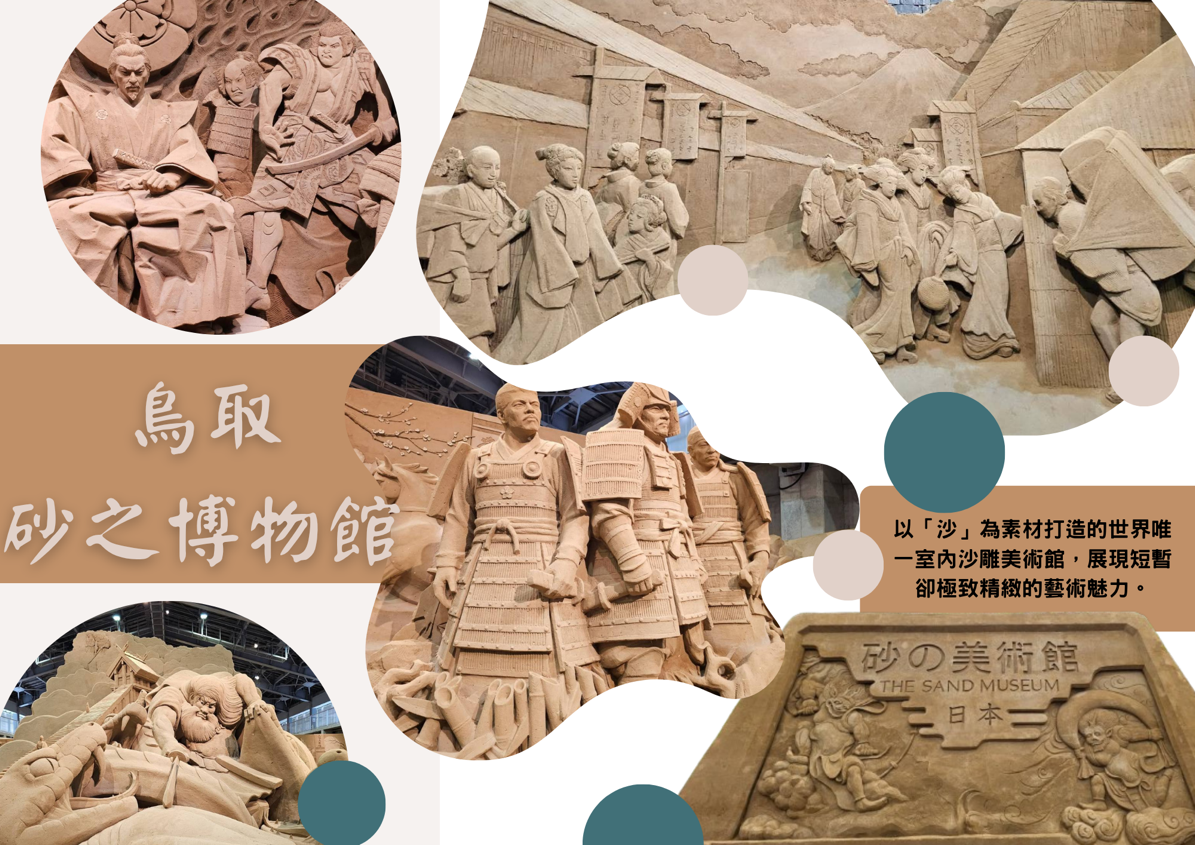 鳥取
砂之博物館
以「沙」為素材打造的世界唯
一室內沙雕美術館，展現短暫
卻極致精緻的藝術魅力。
砂の美術館
THE SAND MUSEUM
日本